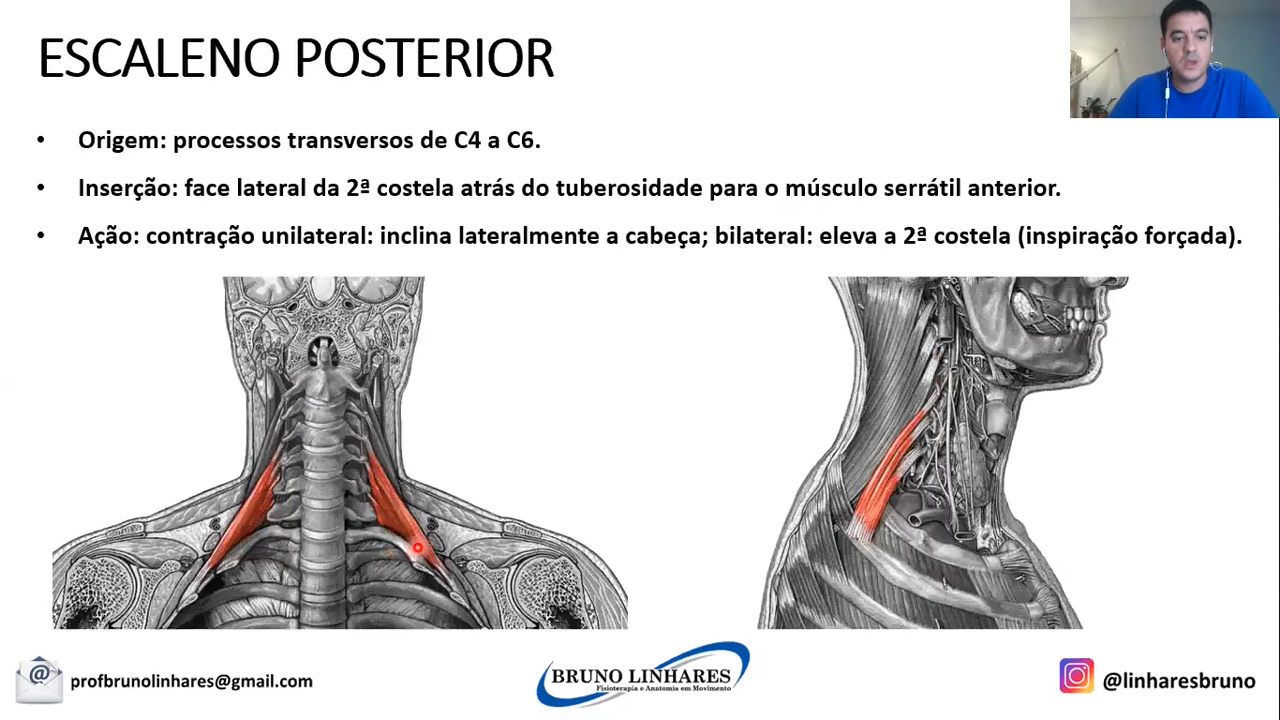 ESCALENO POSTERIOR
• Origem: processos transversos de C4 a C6.
• Inserção: face lateral da 2ª costela atrás do tuberosidade para o músculo serrátil anterior.
• Ação: contração unilateral: inclina lateralmente a cabeça; bilateral: eleva a 2ª costela (inspiração forçada).
@ profbrunolinhares@gmail.com
BRUNO LINHARES
Fisioterapia e Anatomia em Movimento
@linharesbruno